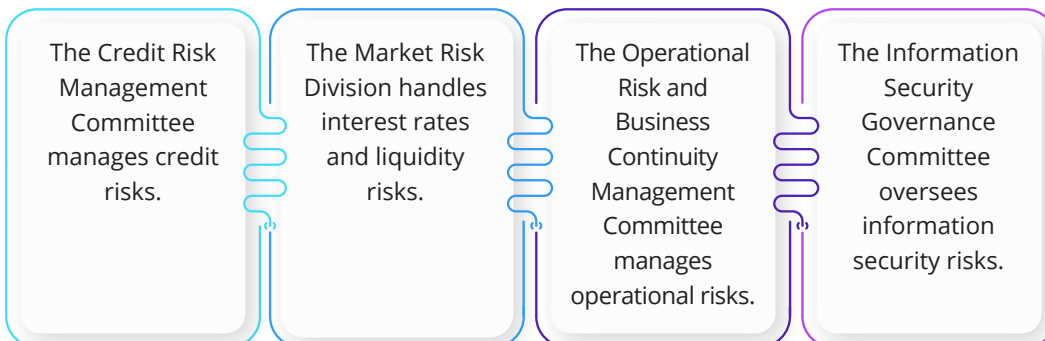 The Credit Risk
Management
Committee
manages credit
risks.
The Market Risk
Division handles
interest rates
and liquidity
risks.
The Operational
Risk and
Business
Continuity
Management
Committee
manages
operational risks.
The Information
Security
Governance
Committee
oversees
information
security risks.